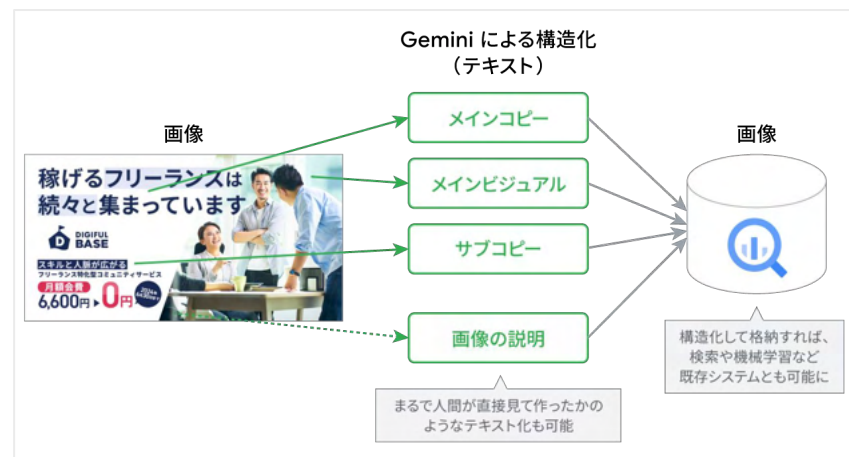 Gemini による構造化
（テキスト）
画像
稼げるフリーランスは
続々と集まっています
DIGIFUL
BASE
スキルと人脈が広がる
フリーランス特化型コミュニティサービス
月額会費
6,600円▶0円
メインコピー
メインビジュアル
サブコピー
画像の説明
まるで人間が直接見て作ったかの
ようなテキスト化も可能
画像
構造化して格納すれば、
検索や機械学習など
既存システムとも可能に